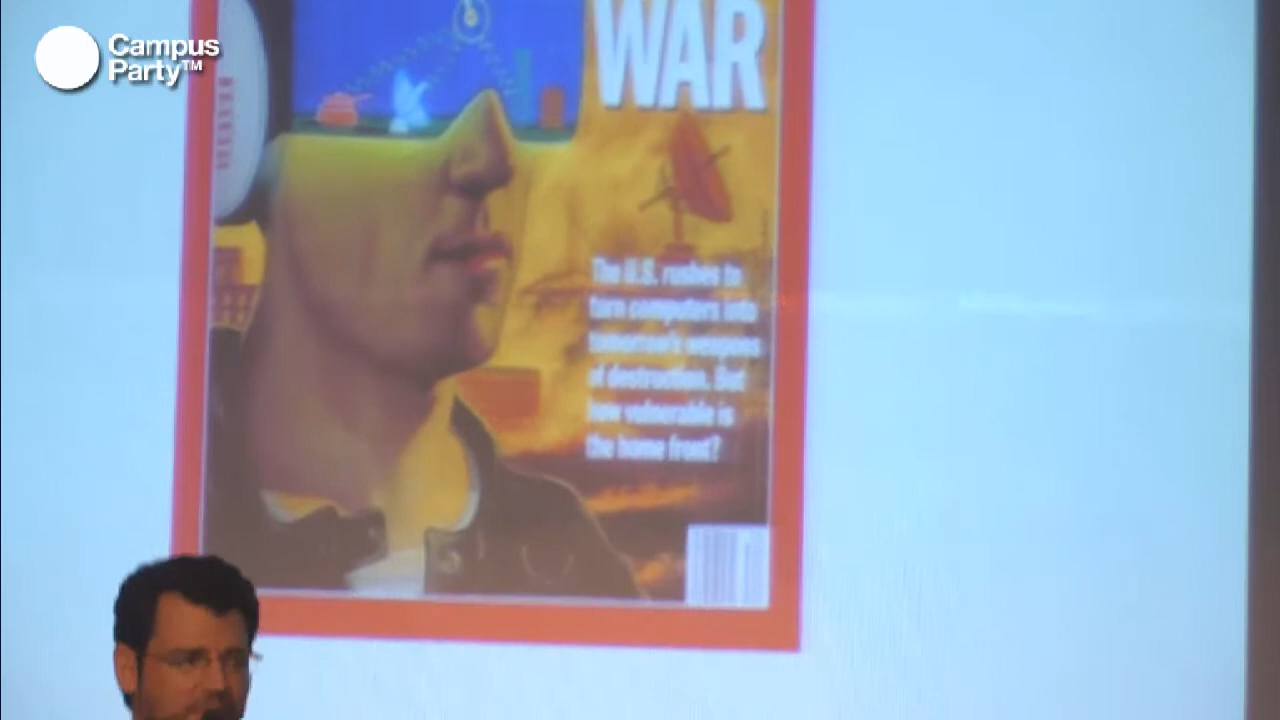 Campus
Party™
WAR
The U.S. rushes to
turn computers into
tomorrow's weapons
of destruction. But
how vulnerable is
the home front?